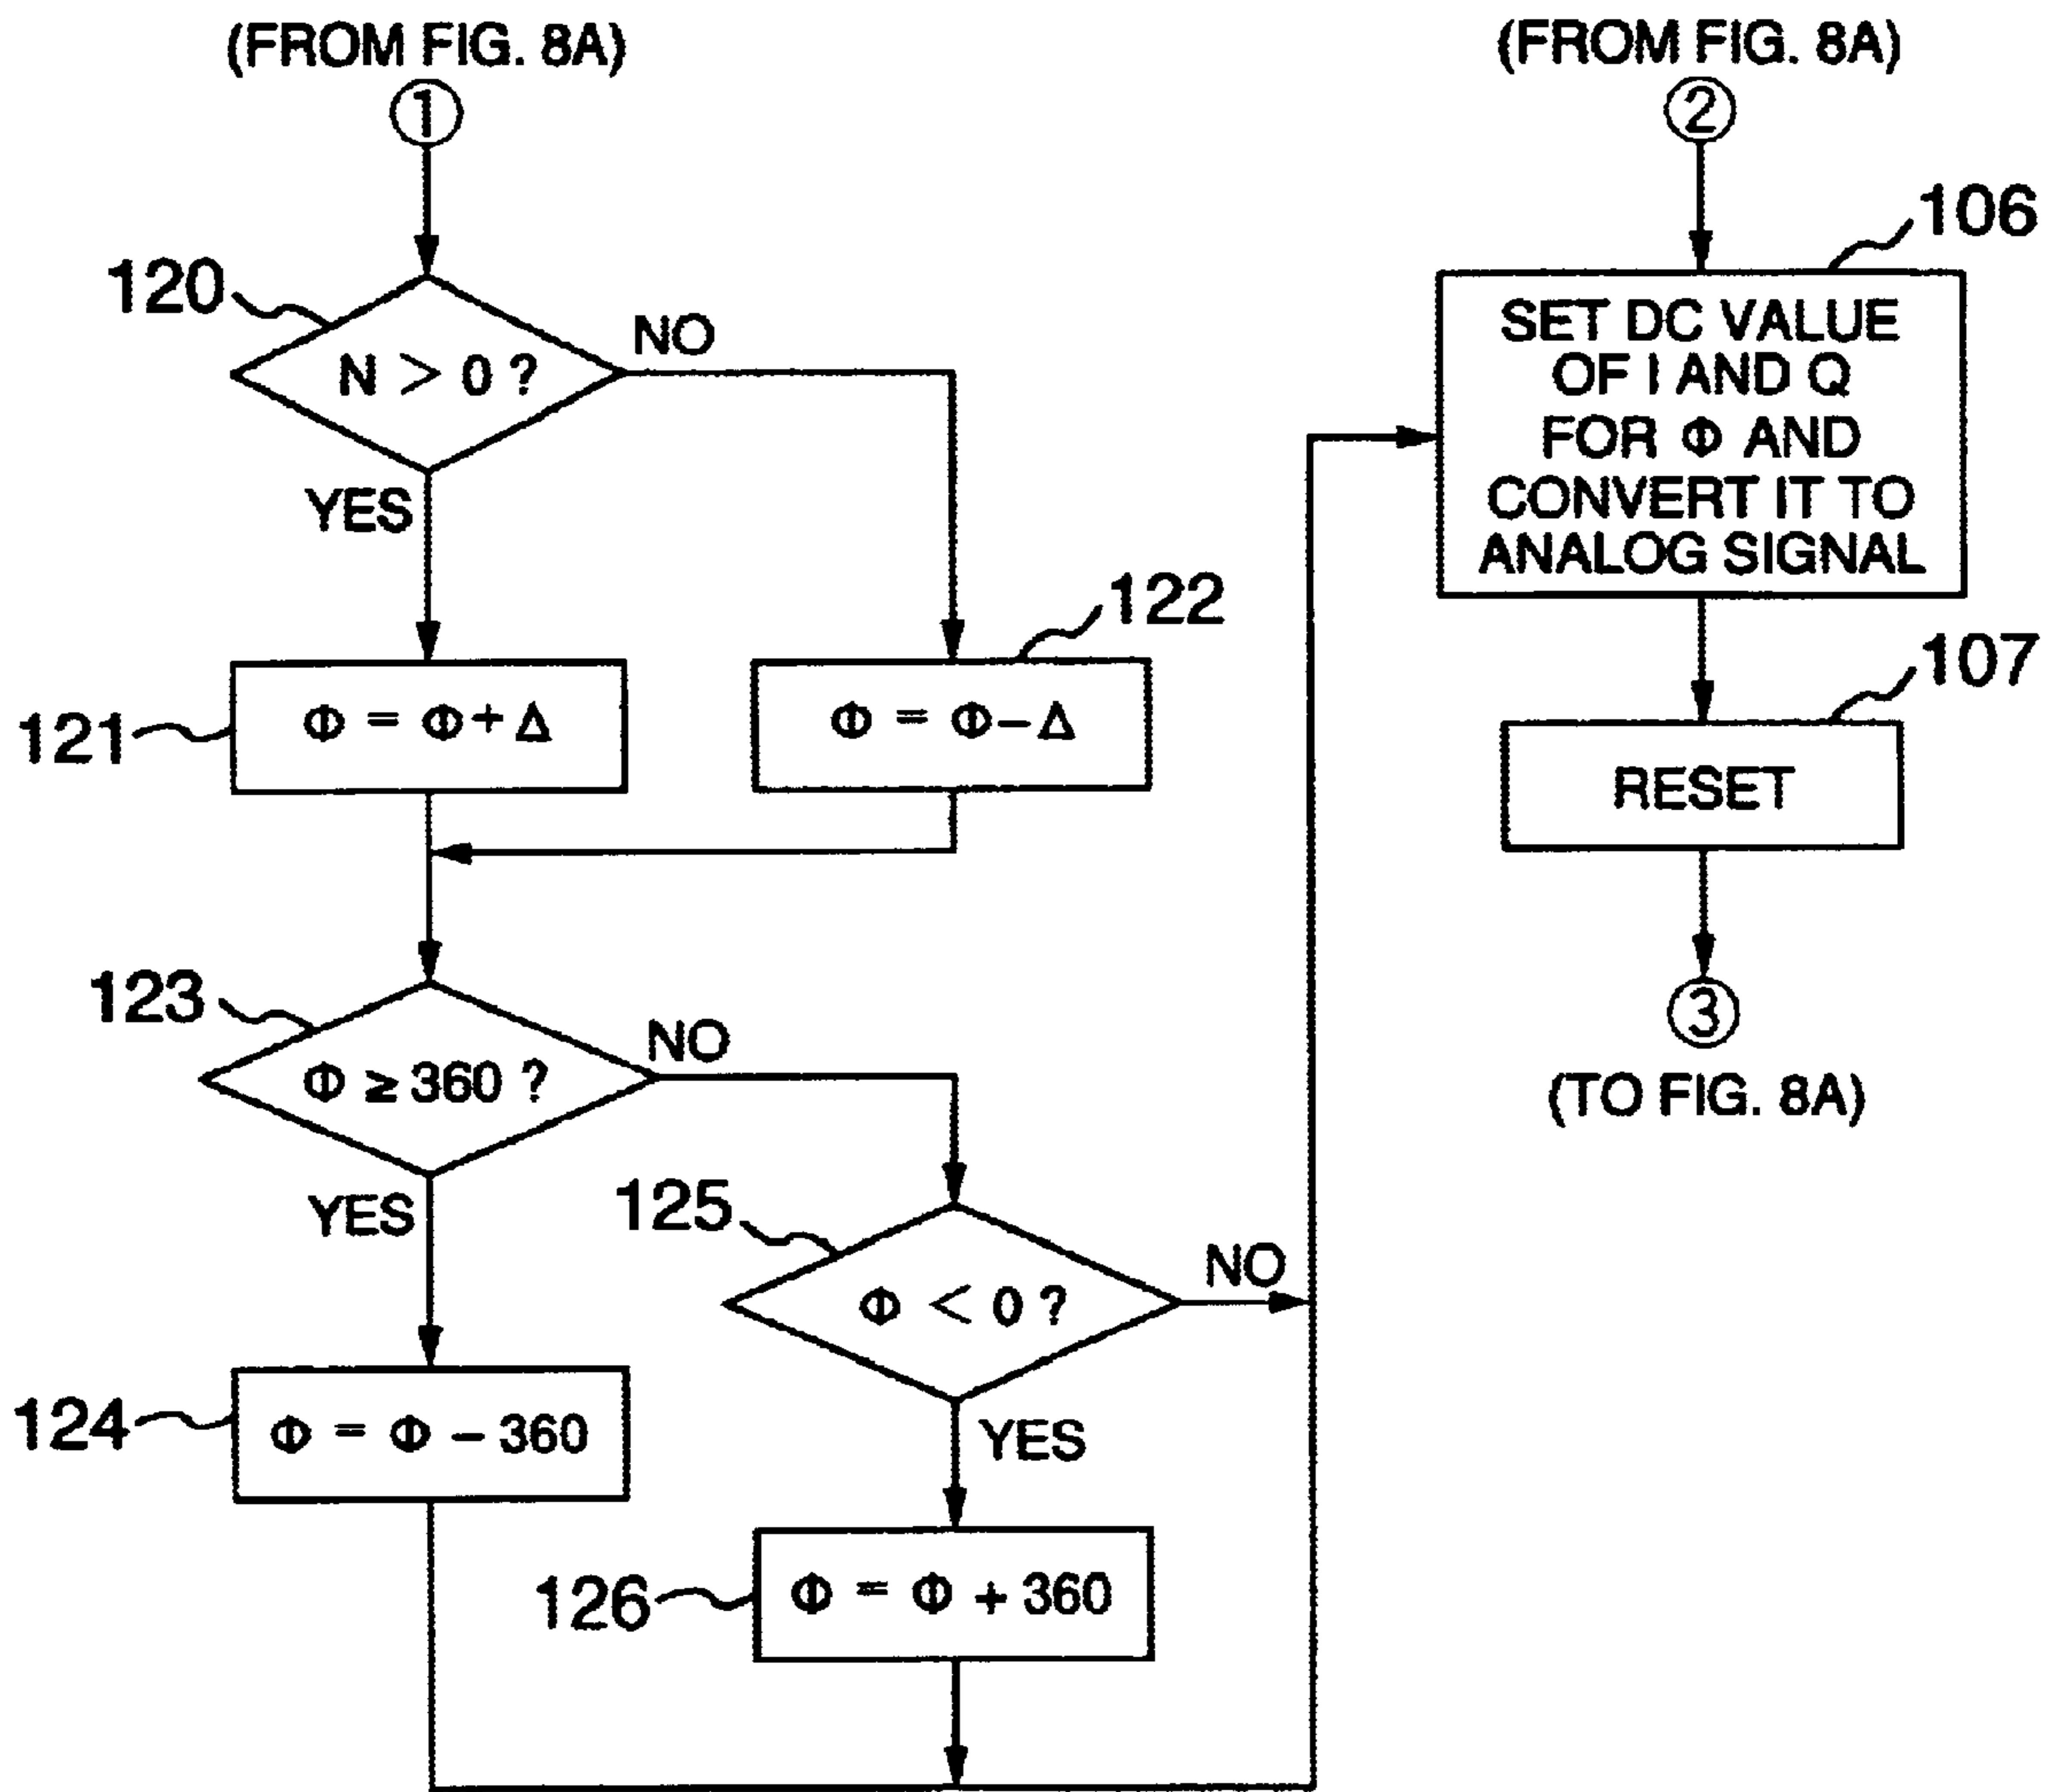 (FROM FIG. 8A)
①
120
N > 0 ?
NO
YES
122
121
Φ = Φ + Δ
Φ = Φ − Δ
123
Φ ≥ 360 ?
NO
YES
125
Φ < 0 ?
NO
YES
124
Φ = Φ − 360
126
Φ = Φ + 360
(FROM FIG. 8A)
②
106
SET DC VALUE
OF I AND Q
FOR Φ AND
CONVERT IT TO
ANALOG SIGNAL
107
RESET
③
(TO FIG. 8A)